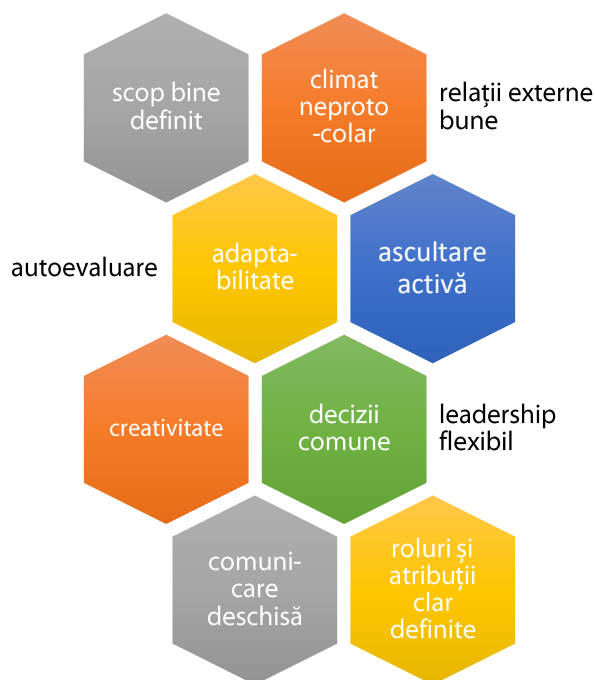 scop bine
definit
climat
neproto
-colar
relații externe
bune
autoevaluare
adapta-
bilitate
ascultare
activă
creativitate
decizii
comune
leadership
flexibil
comuni-
care
deschisă
roluri și
atribuții
clar
definite